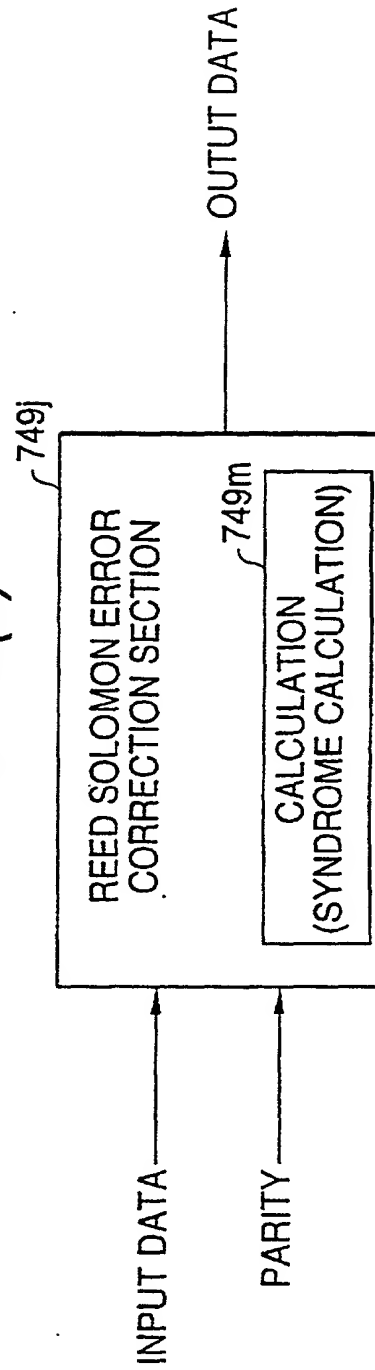 749j
REED SOLOMON ERROR
CORRECTION SECTION
749m
CALCULATION
(SYNDROME CALCULATION)
INPUT DATA
PARITY
OUTUT DATA